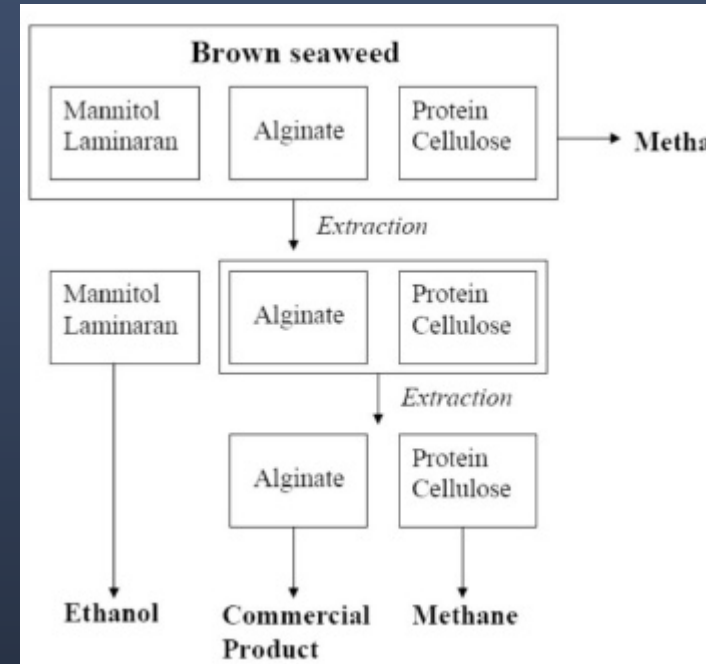 Brown seaweed
Mannitol
Laminaran
Alginate
Protein
Cellulose
Extraction
Mannitol
Laminaran
Alginate
Protein
Cellulose
Extraction
Alginate
Protein
Cellulose
Ethanol
Commercial
Product
Methane